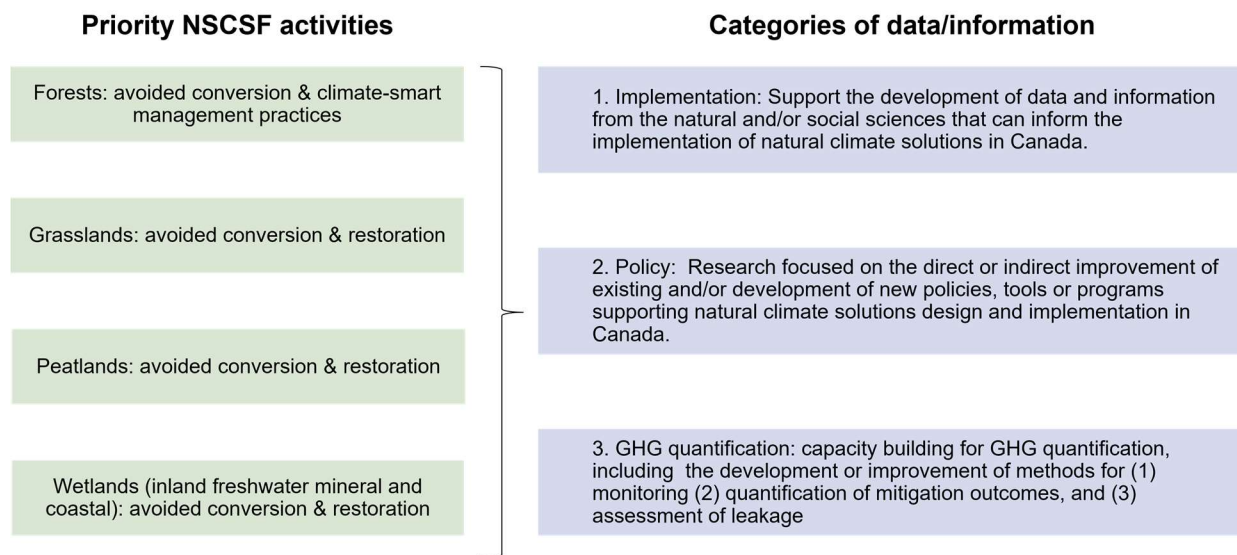 Priority NSCSF activities
Forests: avoided conversion & climate-smart
management practices
Grasslands: avoided conversion & restoration
Peatlands: avoided conversion & restoration
Wetlands (inland freshwater mineral and
coastal): avoided conversion & restoration
Categories of data/information
1. Implementation: Support the development of data and information
from the natural and/or social sciences that can inform the
implementation of natural climate solutions in Canada.
2. Policy:  Research focused on the direct or indirect improvement of
existing and/or development of new policies, tools or programs
supporting natural climate solutions design and implementation in
Canada.
3. GHG quantification: capacity building for GHG quantification,
including  the development or improvement of methods for (1)
monitoring (2) quantification of mitigation outcomes, and (3)
assessment of leakage